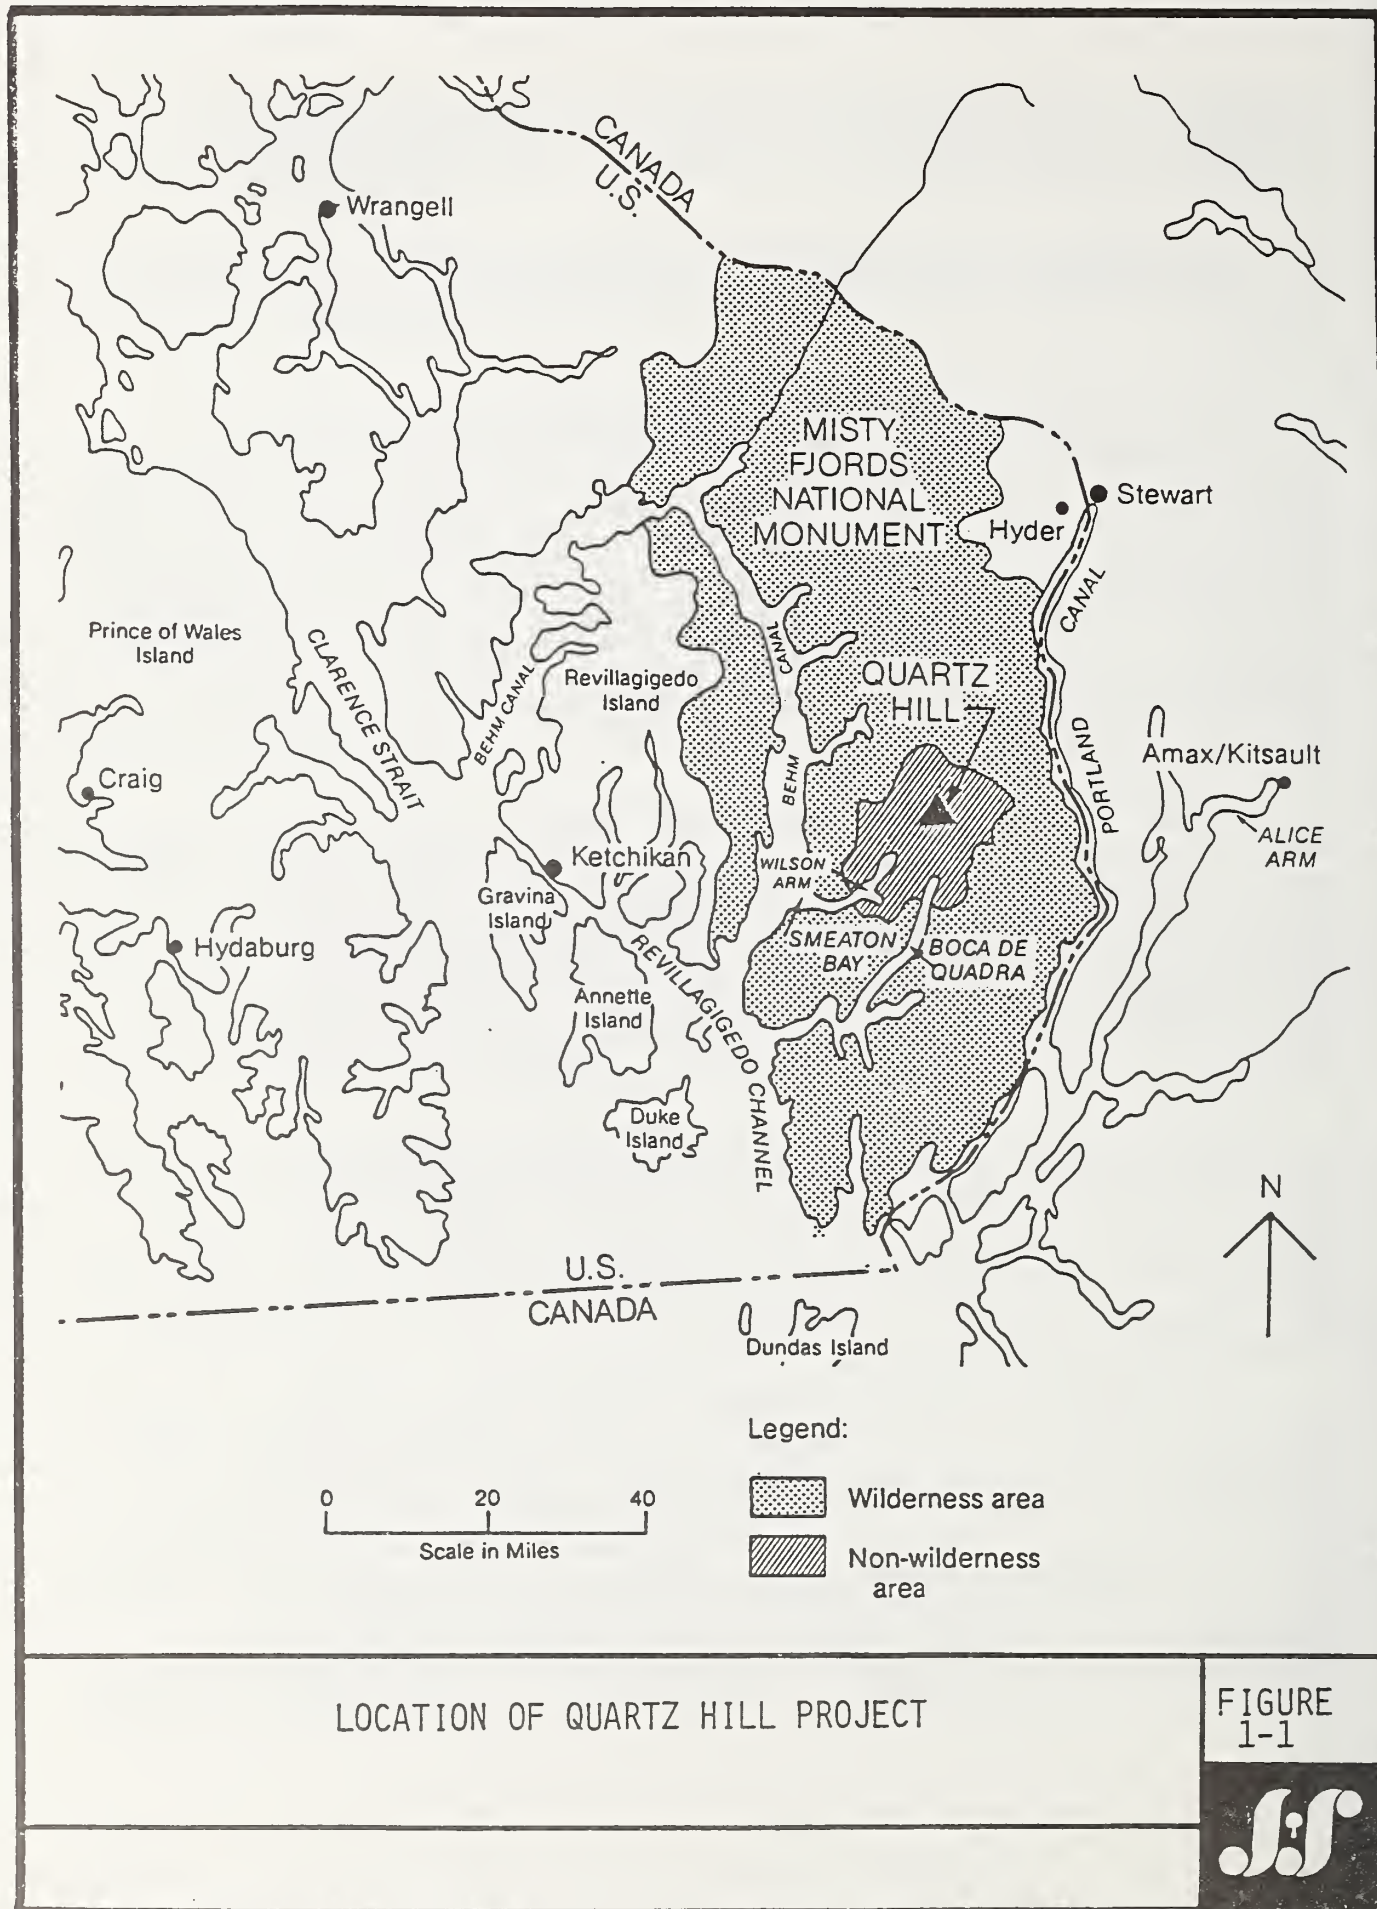 CANADA
U.S.
Wrangell
MISTY
FJORDS
NATIONAL
MONUMENT
Stewart
Hyder
CANAL
Prince of Wales
Island
CLARENCE STRAIT
BEHM CANAL
Revillagigedo
Island
CANAL
BEHM
QUARTZ
HILL
PORTLAND
Amax/Kitsault
ALICE
ARM
Craig
Ketchikan
WILSON
ARM
Gravina
Island
Hydaburg
SMEATON
BAY
BOCA DE
QUADRA
REVILLAGIGEDO CHANNEL
Annette
Island
Duke
Island
N
U.S.
CANADA
Dundas Island
Legend:
0 20 40
Scale in Miles
Wilderness area
Non-wilderness
area
LOCATION OF QUARTZ HILL PROJECT
FIGURE
1-1